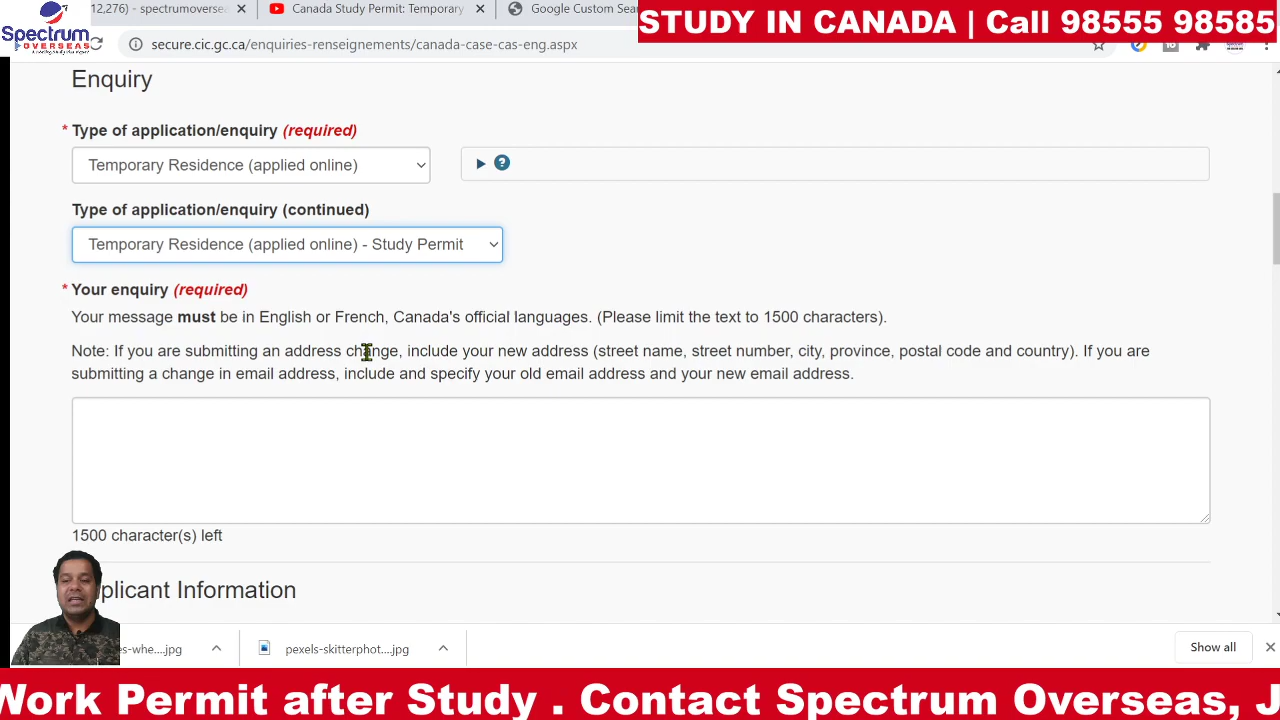 12,276) - spectrumoversea
Canada Study Permit: Temporary
Google Custom Sear
STUDY IN CANADA | Call 98555 98585
Spectrum
OVERSEAS
secure.cic.gc.ca/enquiries-renseignements/canada-case-cas-eng.aspx
Enquiry
* Type of application/enquiry (required)
Temporary Residence (applied online)
Type of application/enquiry (continued)
Temporary Residence (applied online) - Study Permit
* Your enquiry (required)
Your message must be in English or French, Canada's official languages. (Please limit the text to 1500 characters).
Note: If you are submitting an address change, include your new address (street name, street number, city, province, postal code and country). If you are
submitting a change in email address, include and specify your old email address and your new email address.
1500 character(s) left
plicant Information
es-whe....jpg
pexels-skitterphot....jpg
Show all
Work Permit after Study . Contact Spectrum Overseas, J